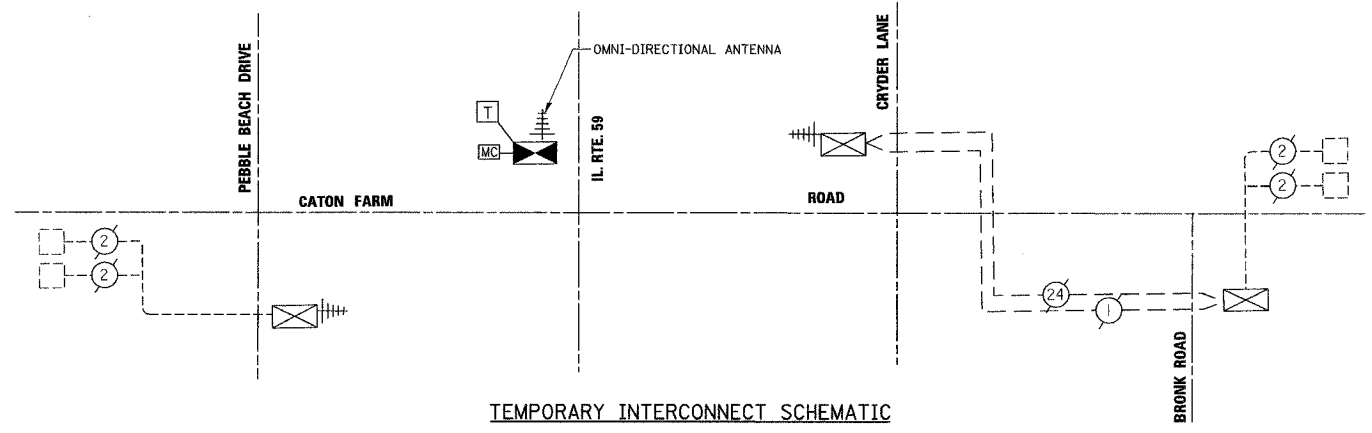 PEBBLE BEACH DRIVE
OMNI-DIRECTIONAL ANTENNA
T
MC
IL. RTE. 59
CRYDER LANE
CATON FARM
ROAD
2
2
2
2
24
1
BRONK ROAD
TEMPORARY INTERCONNECT SCHEMATIC